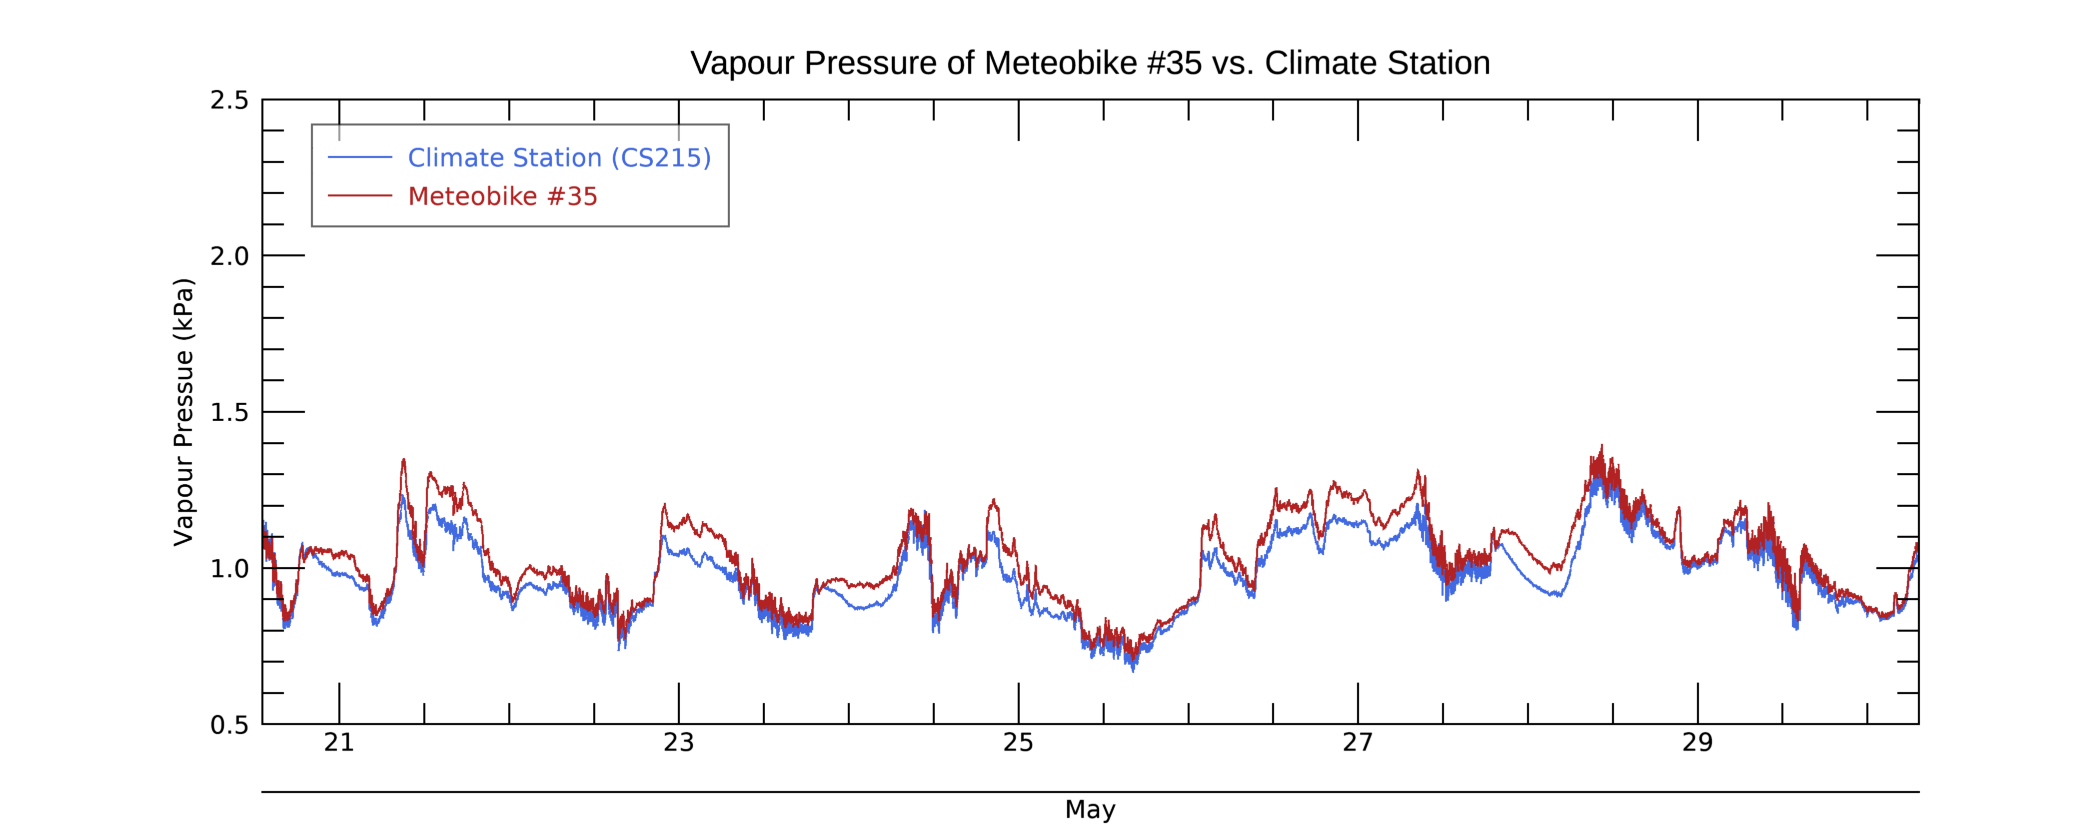 Vapour Pressure of Meteobike #35 vs. Climate Station
2.5
Climate Station (CS215)
Meteobike #35
2.0
1.5
1.0
0.5
Vapour Pressue (kPa)
21 23 25 27 29
May